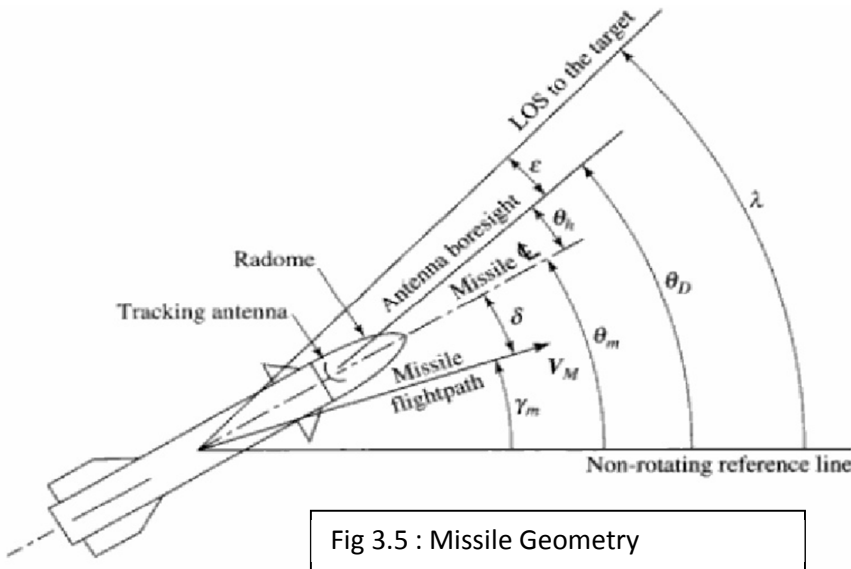 LOS to the target
ε
λ
Antenna boresight
θh
Radome
Missile ℄
θD
Tracking antenna
δ
θm
Missile
flightpath
VM
γm
Non-rotating reference line
Fig 3.5 : Missile Geometry